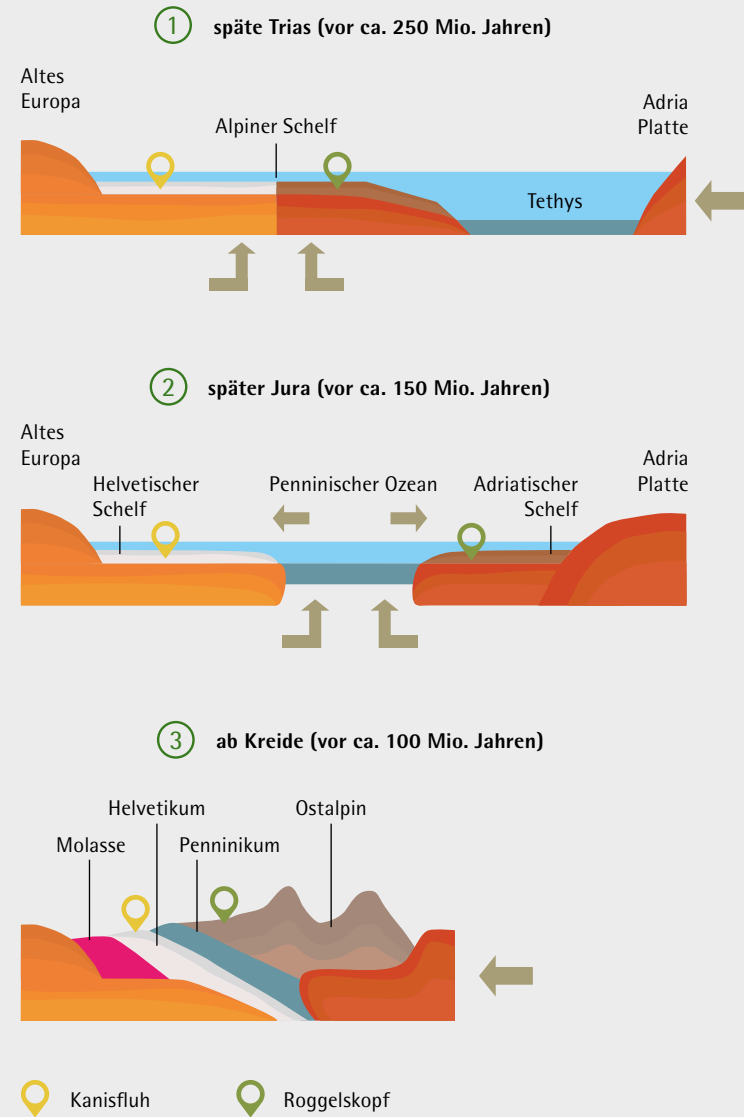 1 späte Trias (vor ca. 250 Mio. Jahren)
Altes
Europa
Alpiner Schelf
Adria
Platte
Tethys
2 später Jura (vor ca. 150 Mio. Jahren)
Altes
Europa
Adria
Platte
Helvetischer
Schelf
Penninischer Ozean
Adriatischer
Schelf
3 ab Kreide (vor ca. 100 Mio. Jahren)
Helvetikum
Ostalpin
Molasse
Penninikum
Kanisfluh
Roggelskopf